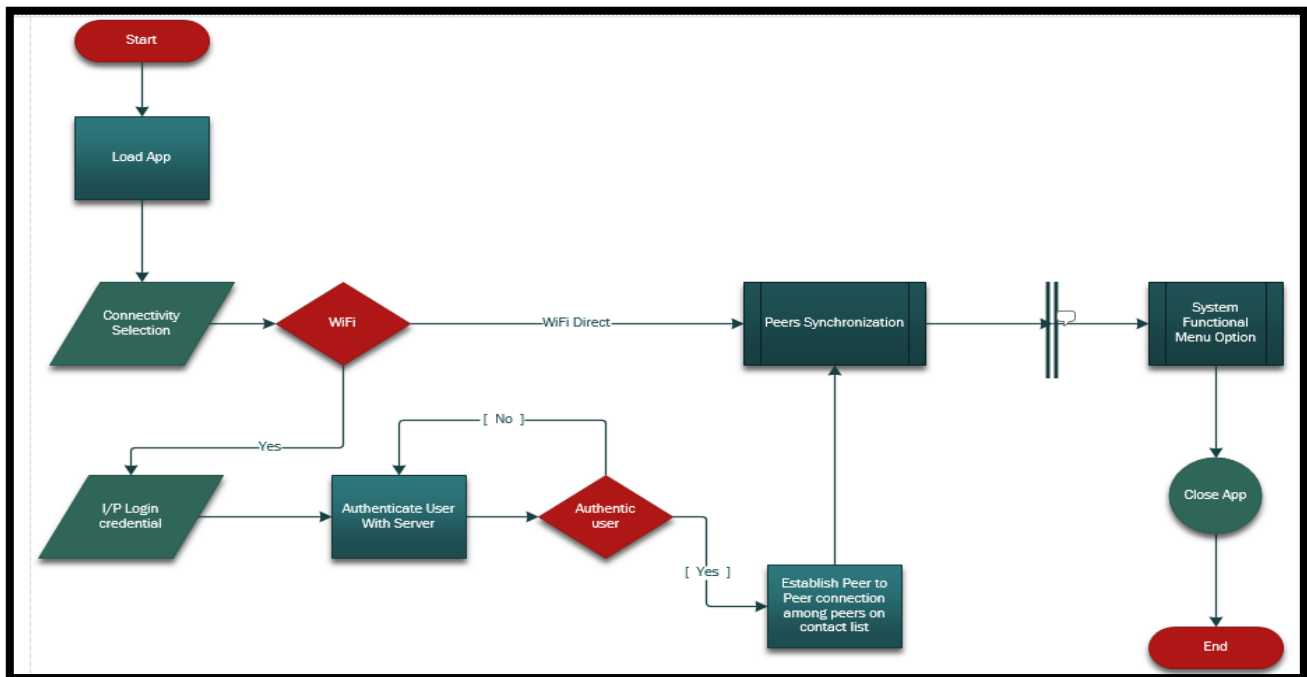 Start
Load App
Connectivity
Selection
WiFi
WiFi Direct
Peers Synchronization
System
Functional
Menu Option
Yes
[ No ]
I/P Login
credential
Authenticate User
With Server
Authentic
user
[ Yes ]
Establish Peer to
Peer connection
among peers on
contact list
Close App
End